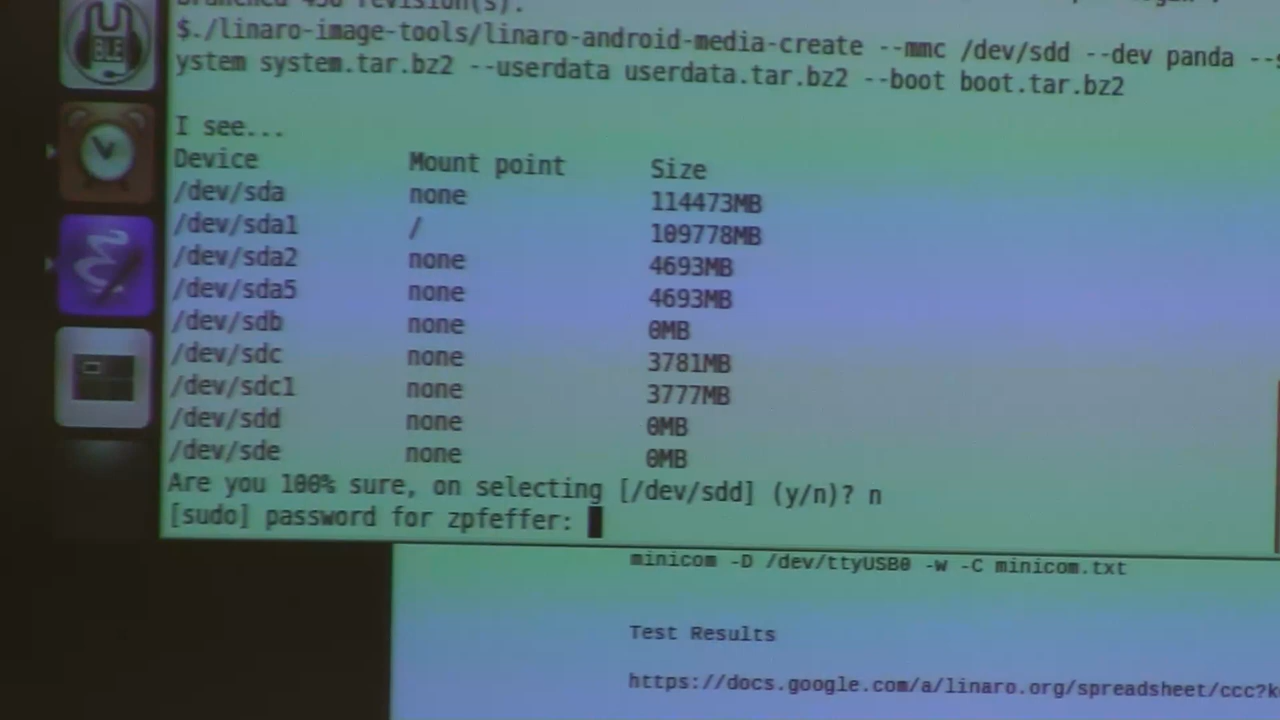 Branched 450 revision(s).
$./linaro-image-tools/linaro-android-media-create --mmc /dev/sdd --dev panda --s
ystem system.tar.bz2 --userdata userdata.tar.bz2 --boot boot.tar.bz2
I see...
Device Mount point Size
/dev/sda none 114473MB
/dev/sda1 / 109778MB
/dev/sda2 none 4693MB
/dev/sda5 none 4693MB
/dev/sdb none 0MB
/dev/sdc none 3781MB
/dev/sdc1 none 3777MB
/dev/sdd none 0MB
/dev/sde none 0MB
Are you 100% sure, on selecting [/dev/sdd] (y/n)? n
[sudo] password for zpfeffer:
minicom -D /dev/ttyUSB0 -w -C minicom.txt
Test Results
https://docs.google.com/a/linaro.org/spreadsheet/ccc?k